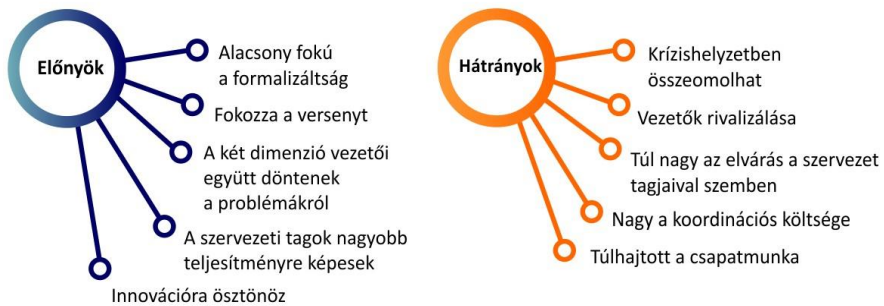 Előnyök
Alacsony fokú
a formalizáltság
Fokozza a versenyt
A két dimenzió vezetői
együtt döntenek
a problémákról
A szervezeti tagok nagyobb
teljesítményre képesek
Innovációra ösztönöz
Hátrányok
Krízishelyzetben
összeomolhat
Vezetők rivalizálása
Túl nagy az elvárás a szervezet
tagjaival szemben
Nagy a koordinációs költsége
Túlhajtott a csapatmunka